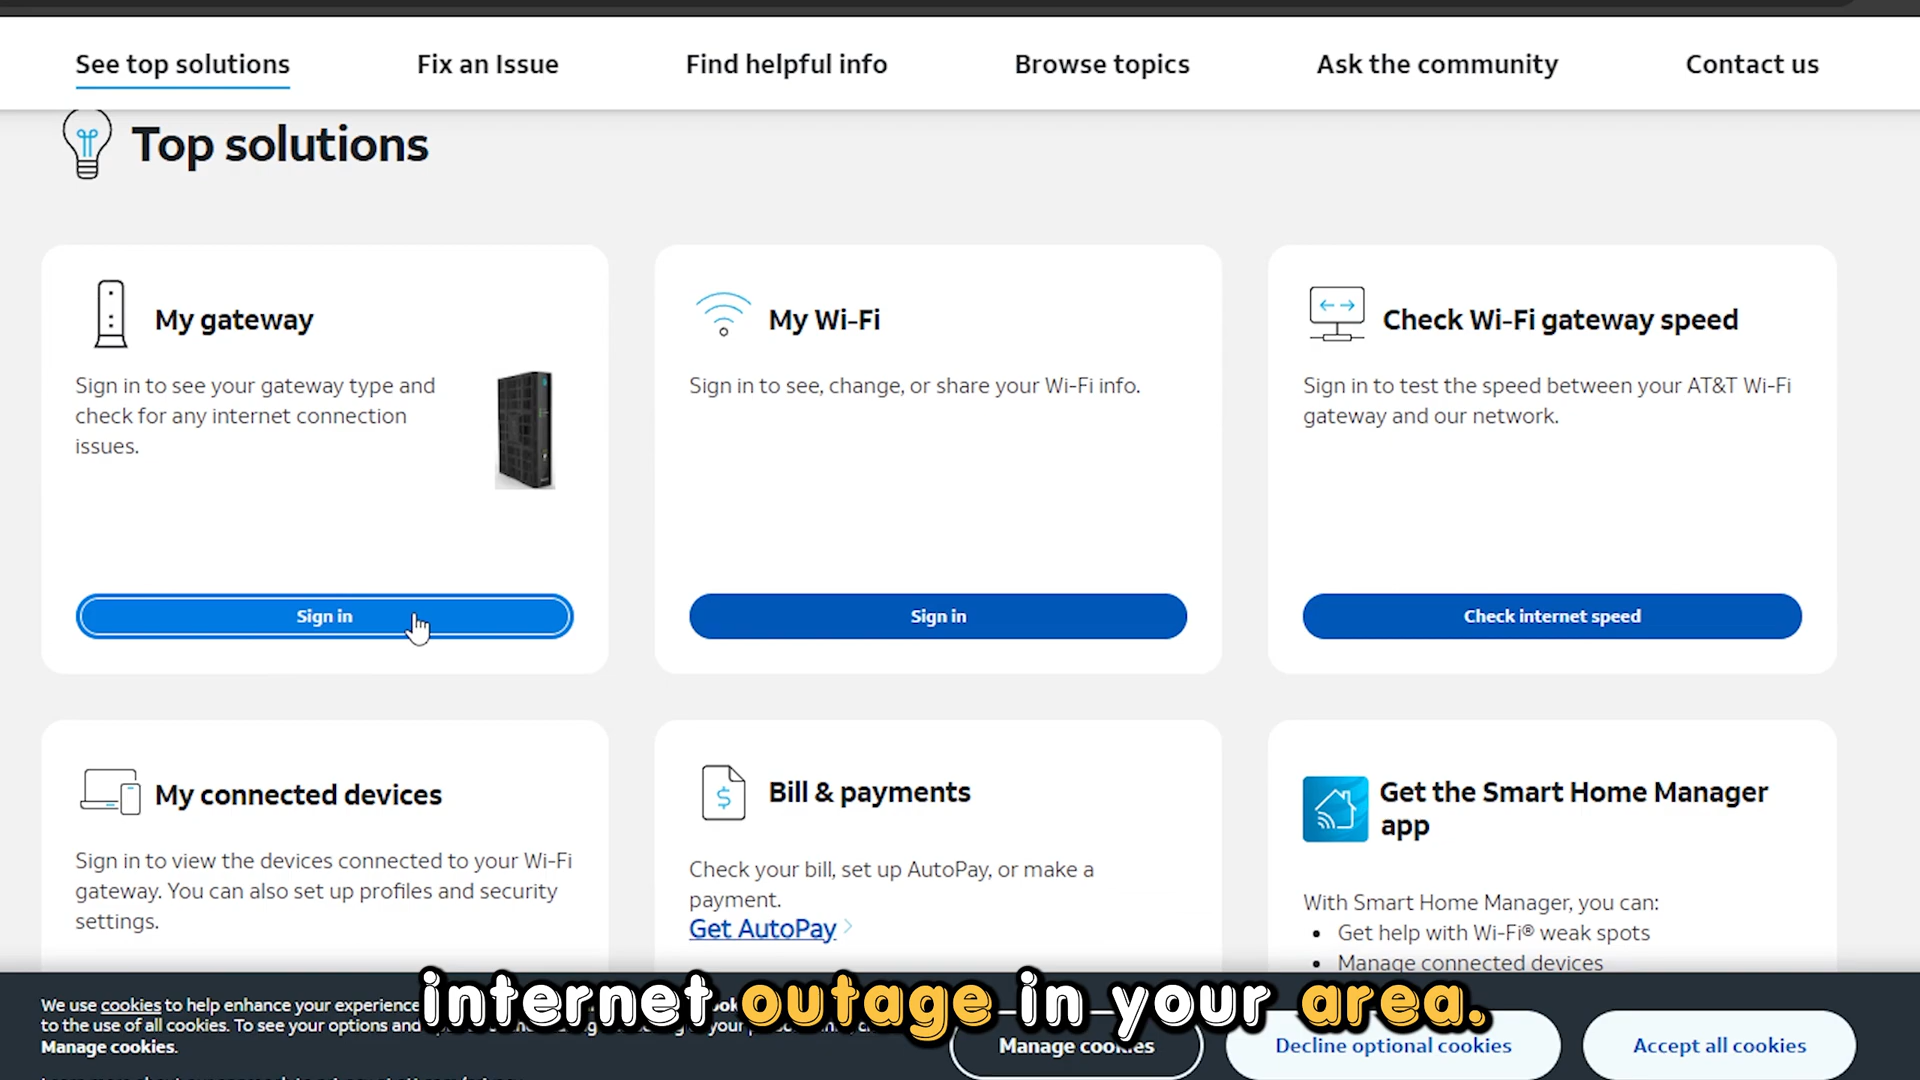 See top solutions
Fix an Issue
Find helpful info
Browse topics
Ask the community
Contact us
Top solutions
My gateway
Sign in to see your gateway type and
check for any internet connection
issues.
Sign in
My Wi-Fi
Sign in to see, change, or share your Wi-Fi info.
Sign in
Check Wi-Fi gateway speed
Sign in to test the speed between your AT&T Wi-Fi
gateway and our network.
Check internet speed
My connected devices
Sign in to view the devices connected to your Wi-Fi
gateway. You can also set up profiles and security
settings.
Bill & payments
Check your bill, set up AutoPay, or make a
payment.
Get AutoPay
Get the Smart Home Manager
app
With Smart Home Manager, you can:
• Get help with Wi-Fi® weak spots
• Manage connected devices
We use cookies to help enhance your experience
to the use of all cookies. To see your options and
Manage cookies.
internet outage in your area.
Manage cookies
Decline optional cookies
Accept all cookies